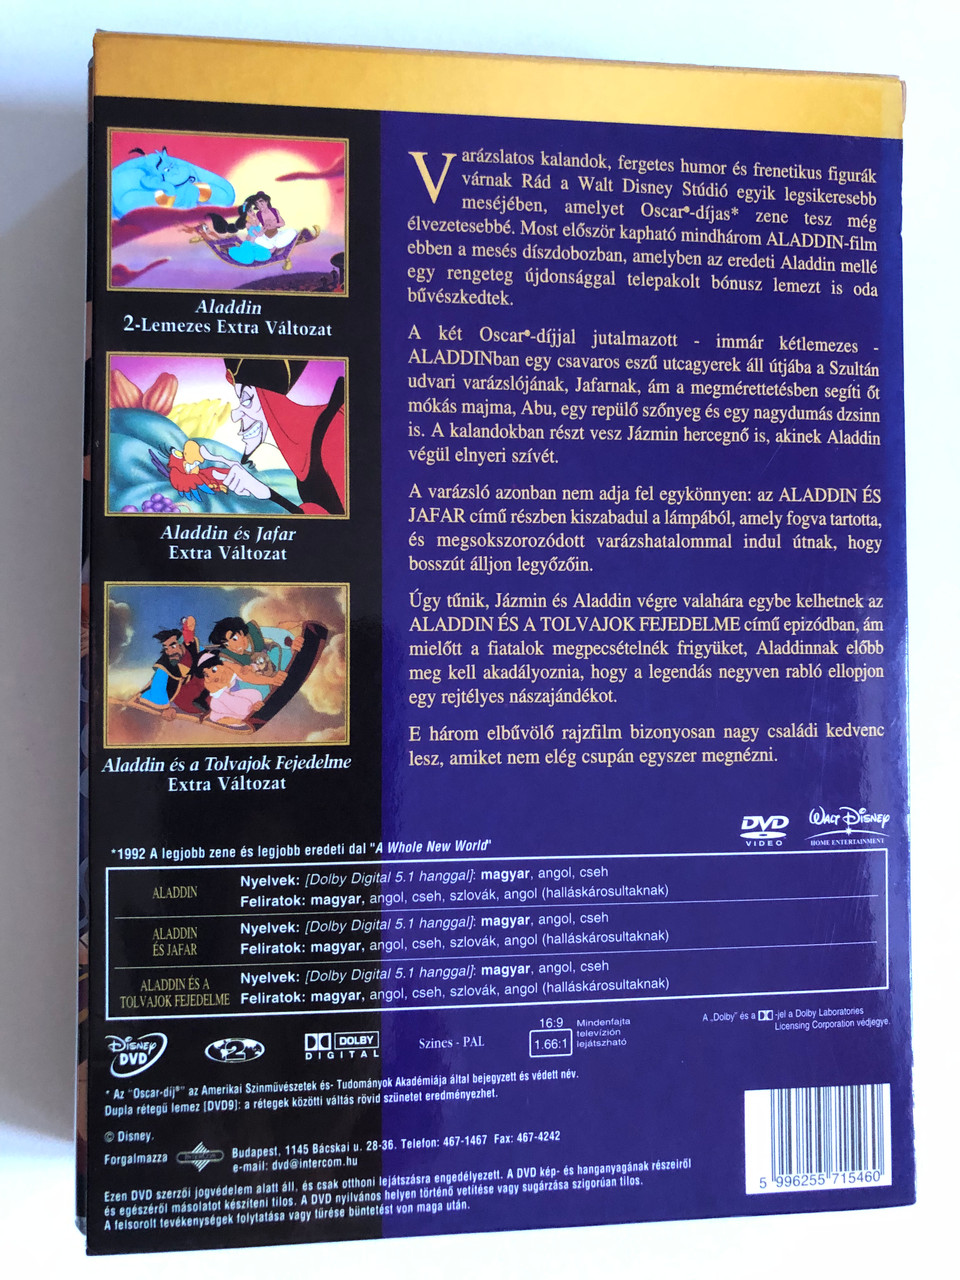 Varázslatos kalandok, fergetes humor és frenetikus figurák
várnak Rád a Walt Disney Stúdió egyik legsikeresebb
meséjében, amelyet Oscar®-díjas* zene tesz még
élvezetesebbé. Most először kapható mindhárom ALADDIN-film
ebben a mesés díszdobozban, amelyben az eredeti Aladdin mellé
egy rengeteg újdonsággal telepakolt bónusz lemezt is oda
bűvészkedtek.
A két Oscar®-díjjal jutalmazott - immár kétlemezes -
ALADDINban egy csavaros eszű utcagyerek áll útjába a Szultán
udvari varázslójának, Jafarnak, ám a megmérettetésben segíti őt
mókás majma, Abu, egy repülő szőnyeg és egy nagydumás dzsinn
is. A kalandokban részt vesz Jázmin hercegnő is, akinek Aladdin
végül elnyeri szívét.
A varázsló azonban nem adja fel egykönnyen: az ALADDIN ÉS
JAFAR című részben kiszabadul a lámpából, amely fogva tartotta,
és megsokszorozódott varázshatalommal indul útnak, hogy
bosszút álljon legyőzőin.
Úgy tűnik, Jázmin és Aladdin végre valahára egybe kelhetnek az
ALADDIN ÉS A TOLVAJOK FEJEDELME című epizódban, ám
mielőtt a fiatalok megpecsételnék frigyüket, Aladdinnak előbb
meg kell akadályoznia, hogy a legendás negyven rabló ellopjon
egy rejtélyes nászajándékot.
E három elbűvölő rajzfilm bizonyosan nagy családi kedvenc
lesz, amiket nem elég csupán egyszer megnézni.
Aladdin
2-Lemezes Extra Változat
Aladdin és Jafar
Extra Változat
Aladdin és a Tolvajok Fejedelme
Extra Változat
DVD
VIDEO
WALT DISNEY
HOME ENTERTAINMENT
*1992 A legjobb zene és legjobb eredeti dal "A Whole New World"
ALADDIN
Nyelvek: [Dolby Digital 5.1 hanggal]: magyar, angol, cseh
Feliratok: magyar, angol, cseh, szlovák, angol (halláskárosultaknak)
ALADDIN
ÉS JAFAR
Nyelvek: [Dolby Digital 5.1 hanggal]: magyar, angol, cseh
Feliratok: magyar, angol, cseh, szlovák, angol (halláskárosultaknak)
ALADDIN ÉS A
TOLVAJOK FEJEDELME
Nyelvek: [Dolby Digital 5.1 hanggal]: magyar, angol, cseh
Feliratok: magyar, angol, cseh, szlovák, angol (halláskárosultaknak)
DISNEY
DVD
2
DOLBY
DIGITAL
Színes - PAL
16:9
1.66:1
Mindenfajta
televízión
lejátszható
A „Dolby” és a -jel a Dolby Laboratories
Licensing Corporation védjegye.
* Az "Oscar-díj®" az Amerikai Színművészetek és- Tudományok Akadémiája által bejegyzett és védett név.
Dupla rétegű lemez (DVD9): a rétegek közötti váltás rövid szünetet eredményezhet.
© Disney.
Forgalmazza
Budapest, 1145 Bácskai u. 28-36. Telefon: 467-1467 Fax: 467-4242
e-mail: dvd@intercom.hu
Ezen DVD szerzői jogvédelem alatt áll, és csak otthoni lejátszásra engedélyezett. A DVD kép- és hanganyagának részeiről
és egészéről másolatot készíteni tilos. A DVD nyilvános helyen történő vetítése vagy sugárzása szigorúan tilos.
A felsorolt tevékenységek folytatása vagy tűrése büntetést von maga után.
5 996255 715460